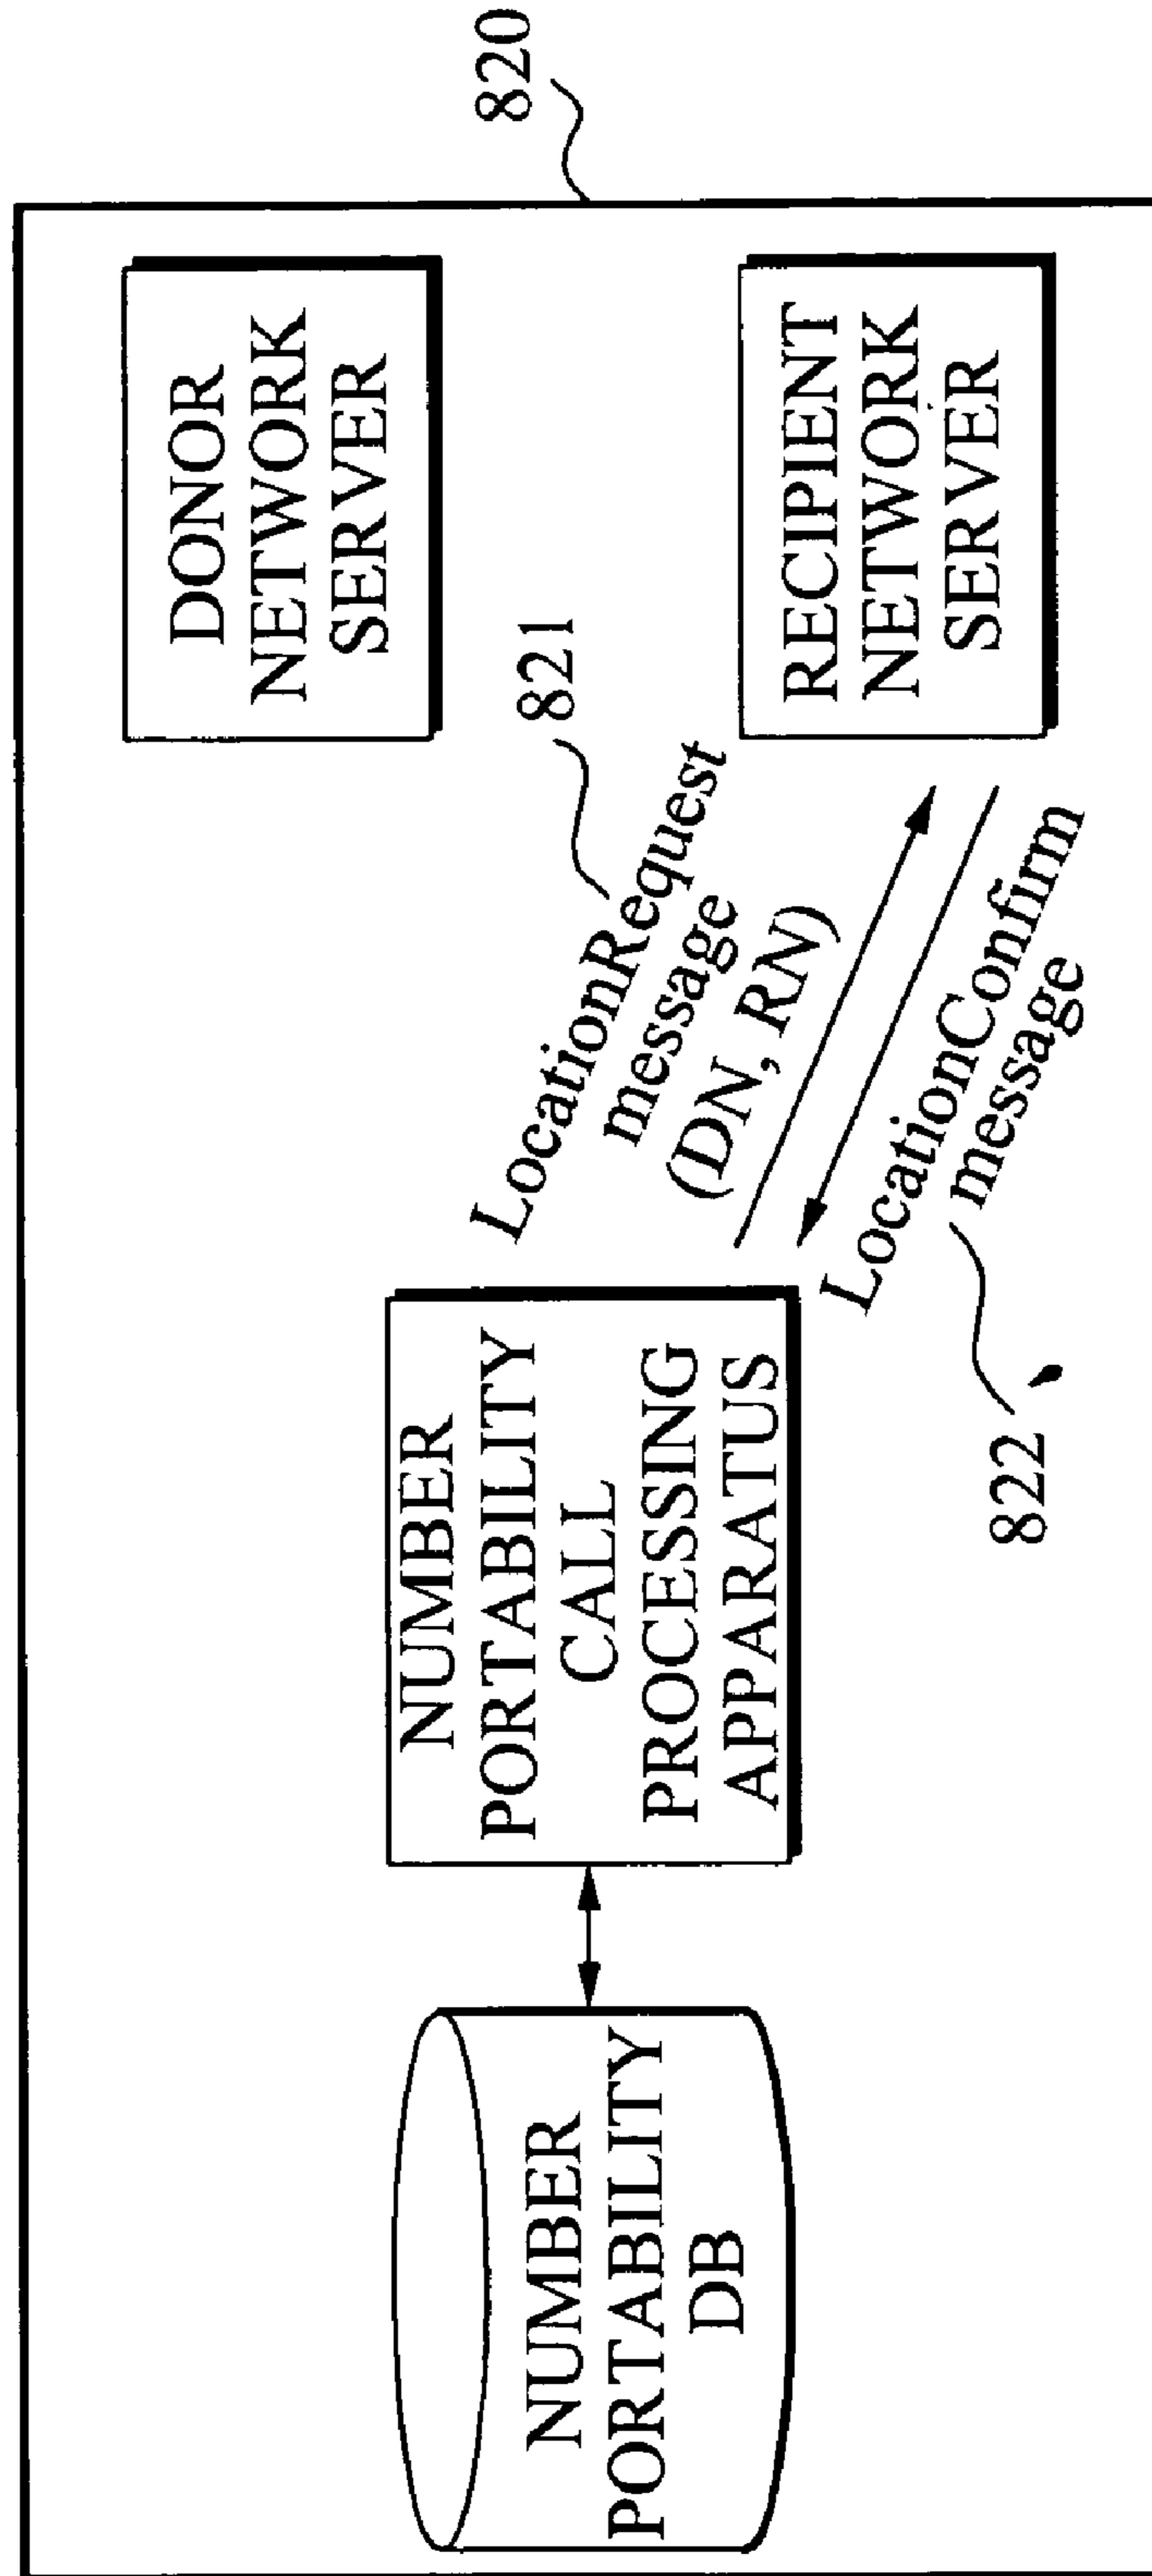 820
DONOR
NETWORK
SERVER
821
LocationRequest
message
(DN, RN)
RECIPIENT
NETWORK
SERVER
LocationConfirm
message
822
NUMBER
PORTABILITY
CALL
PROCESSING
APPARATUS
NUMBER
PORTABILITY
DB